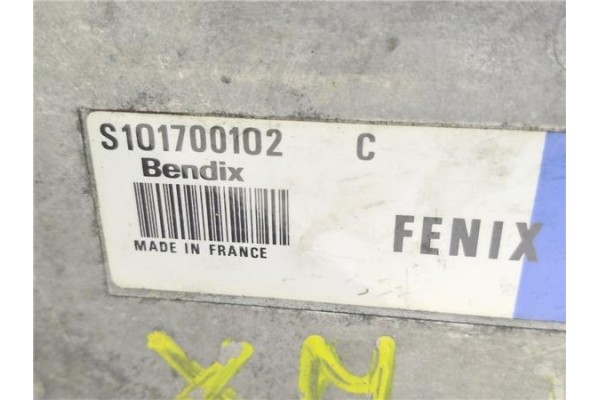 S101700102 C
Bendix
FENIX
MADE IN FRANCE